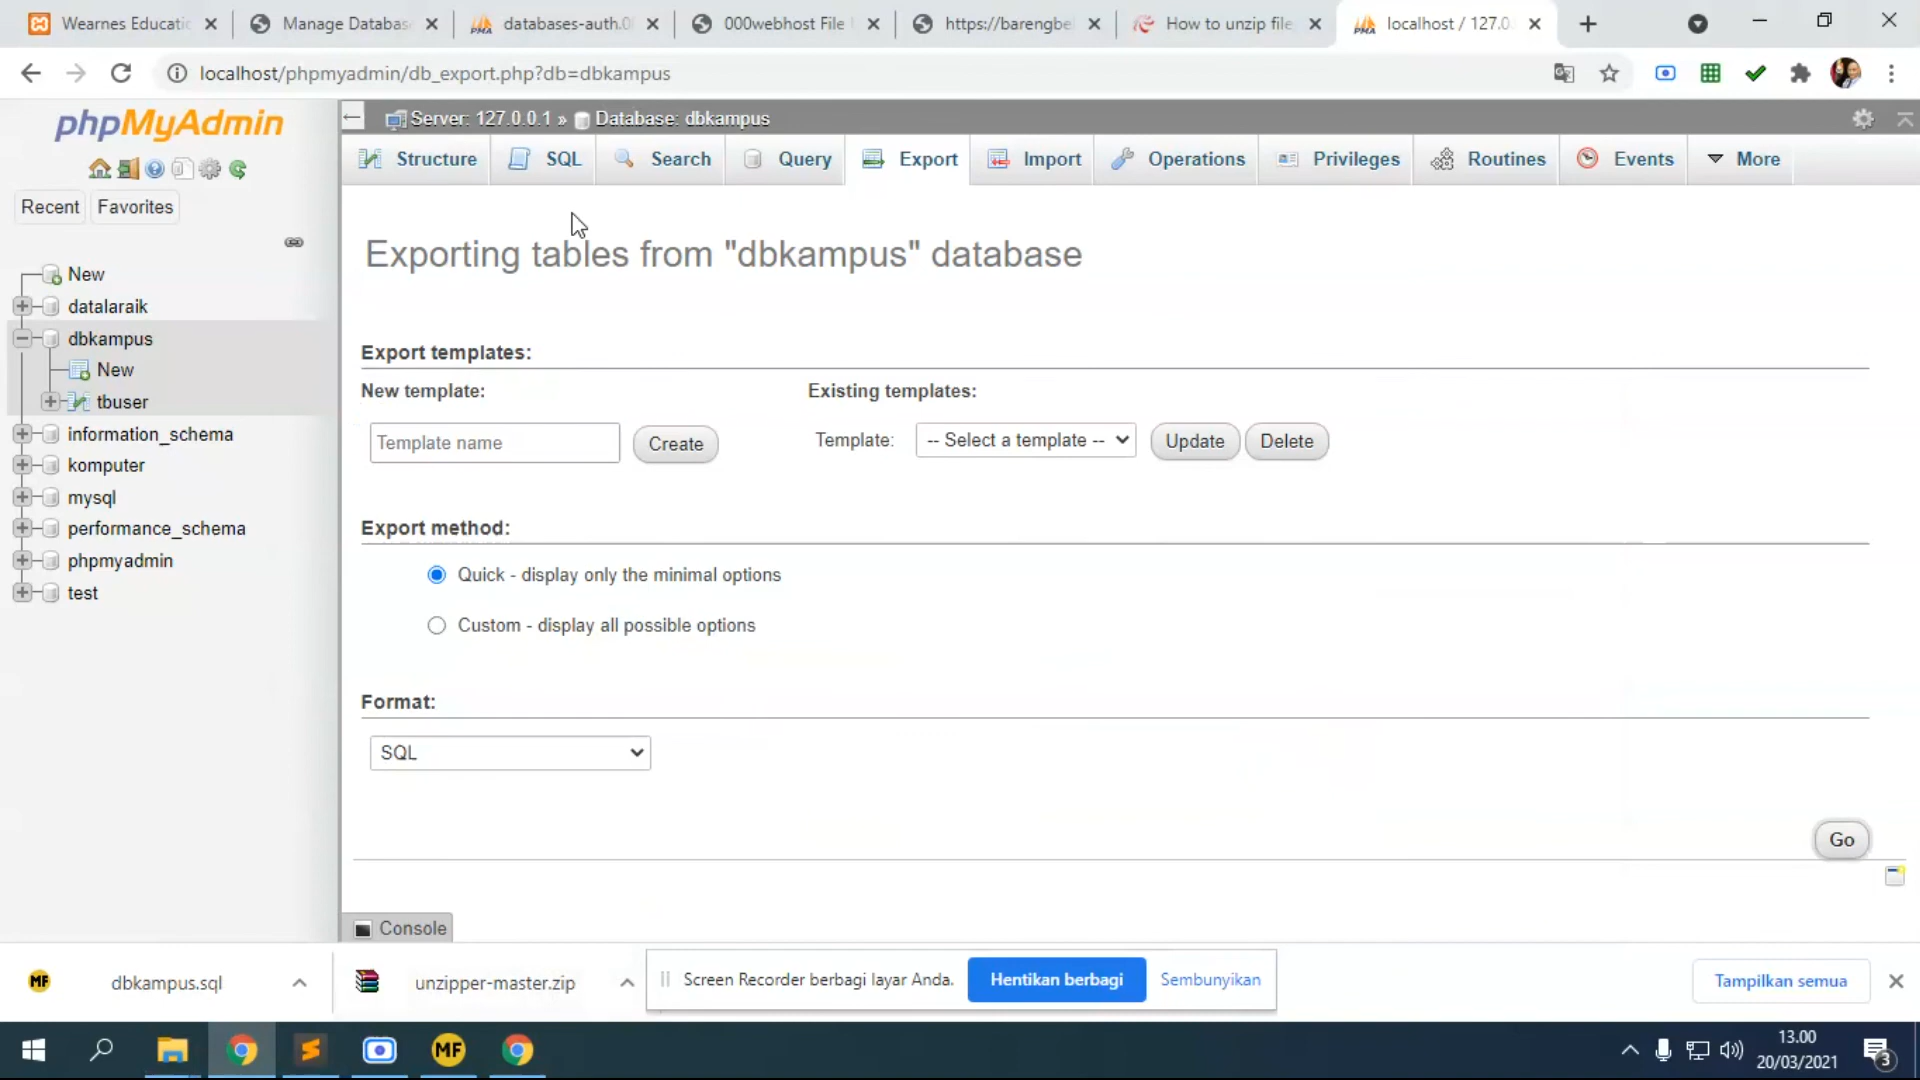 Wearnes Educatio
Manage Databas
databases-auth.0
000webhost File
https://barengbe
How to unzip file
localhost / 127.0.
localhost/phpmyadmin/db_export.php?db=dbkampus
phpMyAdmin
Server: 127.0.0.1 » Database: dbkampus
Structure
SQL
Search
Query
Export
Import
Operations
Privileges
Routines
Events
More
Recent
Favorites
New
datalaraik
dbkampus
New
tbuser
information_schema
komputer
mysql
performance_schema
phpmyadmin
test
Exporting tables from "dbkampus" database
Export templates:
New template:
Existing templates:
Template name
Create
Template:
-- Select a template --
Update
Delete
Export method:
Quick - display only the minimal options
Custom - display all possible options
Format:
SQL
Go
Console
MF
dbkampus.sql
unzipper-master.zip
Screen Recorder berbagi layar Anda.
Hentikan berbagi
Sembunyikan
Tampilkan semua
MF
13.00
20/03/2021
3